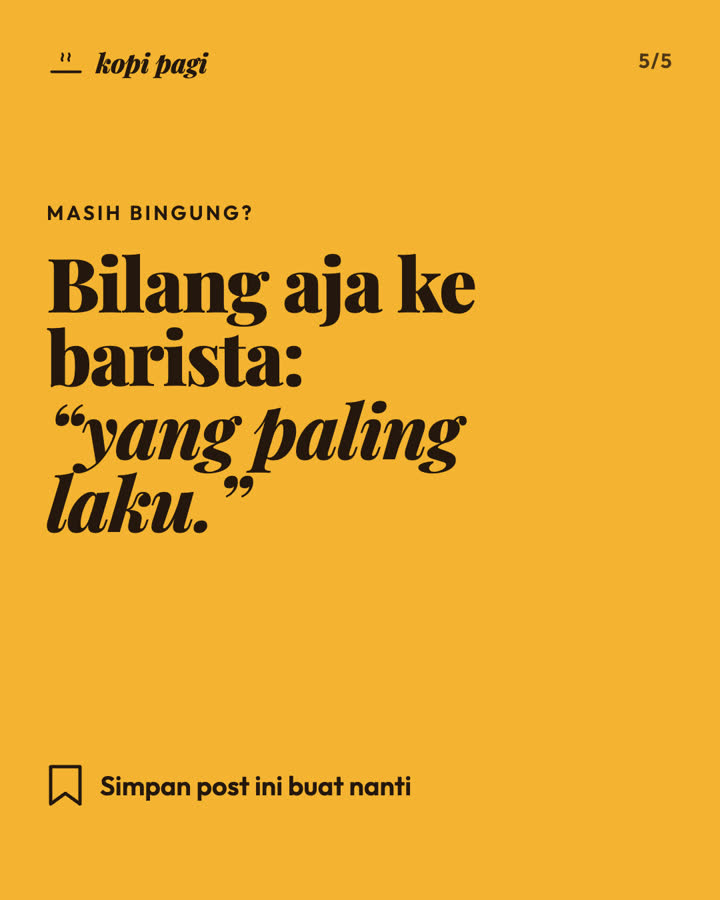 kopi pagi
5/5
MASIH BINGUNG?
Bilang aja ke
barista:
“yang paling
laku.”
Simpan post ini buat nanti